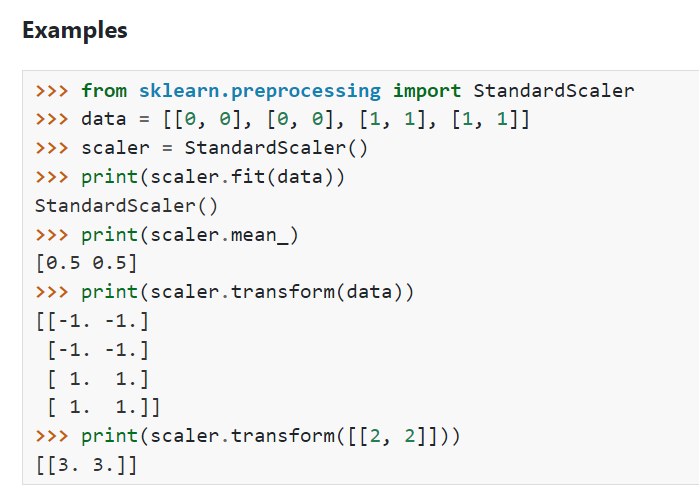 Examples
>>> from sklearn.preprocessing import StandardScaler
>>> data = [[0, 0], [0, 0], [1, 1], [1, 1]]
>>> scaler = StandardScaler()
>>> print(scaler.fit(data))
StandardScaler()
>>> print(scaler.mean_)
[0.5 0.5]
>>> print(scaler.transform(data))
[[-1. -1.]
 [-1. -1.]
 [ 1.  1.]
 [ 1.  1.]]
>>> print(scaler.transform([[2, 2]]))
[[3. 3.]]